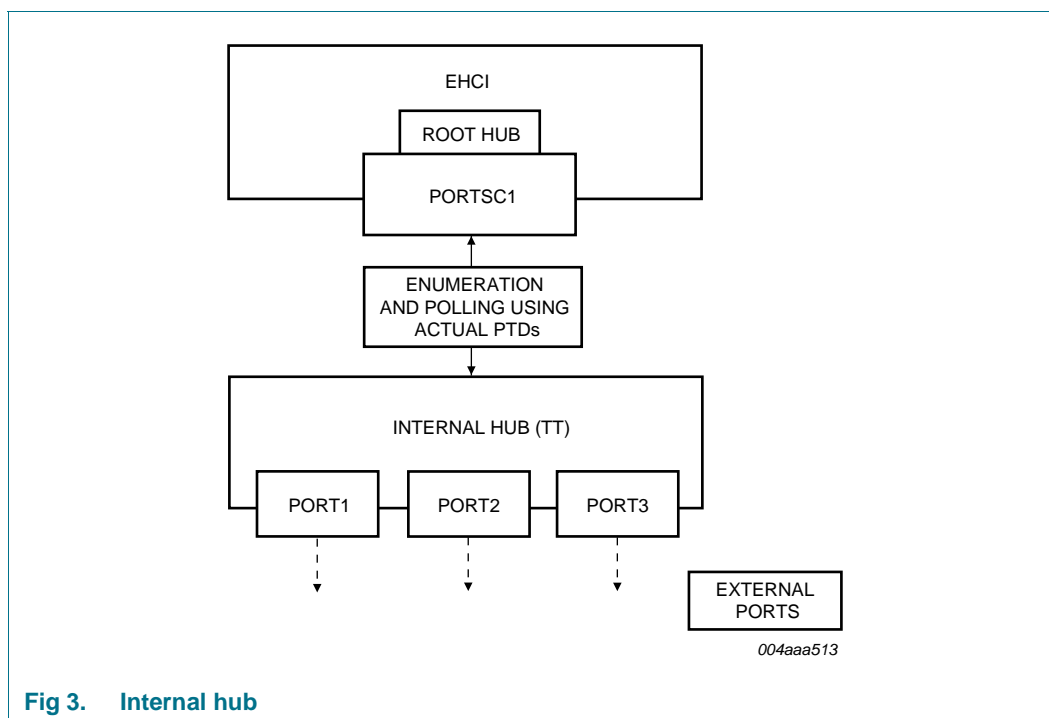 EHCI
ROOT HUB
PORTSC1
ENUMERATION
AND POLLING USING
ACTUAL PTDs
INTERNAL HUB (TT)
PORT1 PORT2 PORT3
EXTERNAL
PORTS
004aaa513
Fig 3. Internal hub